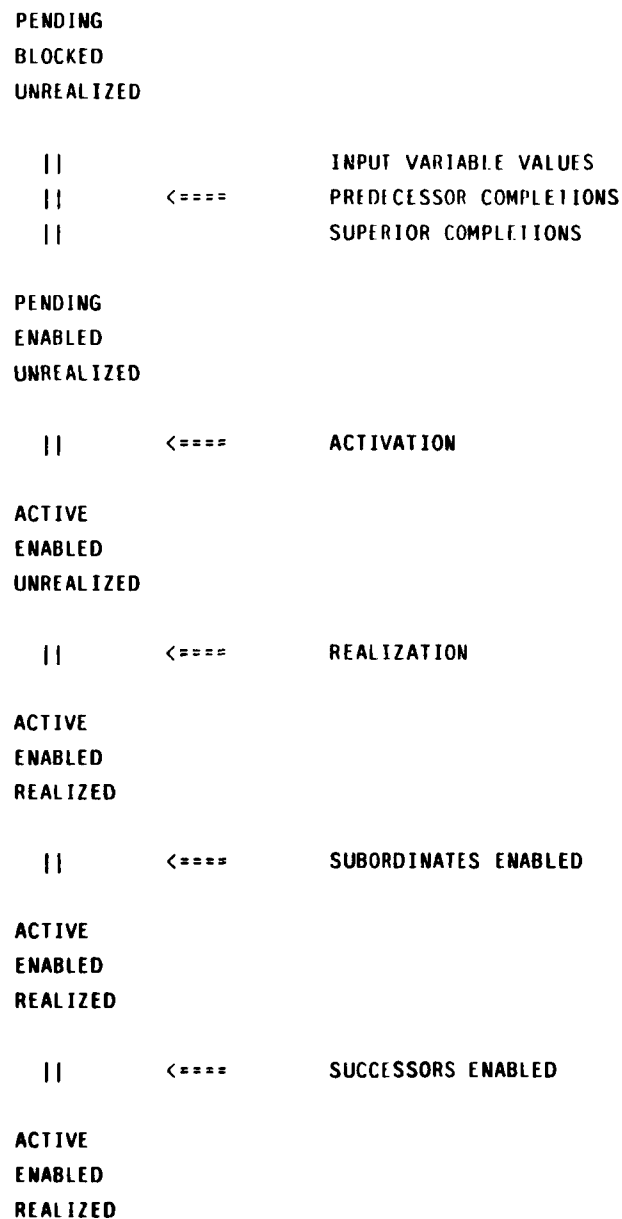 PENDING
BLOCKED
UNREALIZED
|| INPUT VARIABLE VALUES
|| <==== PREDECESSOR COMPLETIONS
|| SUPERIOR COMPLETIONS
PENDING
ENABLED
UNREALIZED
|| <==== ACTIVATION
ACTIVE
ENABLED
UNREALIZED
|| <==== REALIZATION
ACTIVE
ENABLED
REALIZED
|| <==== SUBORDINATES ENABLED
ACTIVE
ENABLED
REALIZED
|| <==== SUCCESSORS ENABLED
ACTIVE
ENABLED
REALIZED